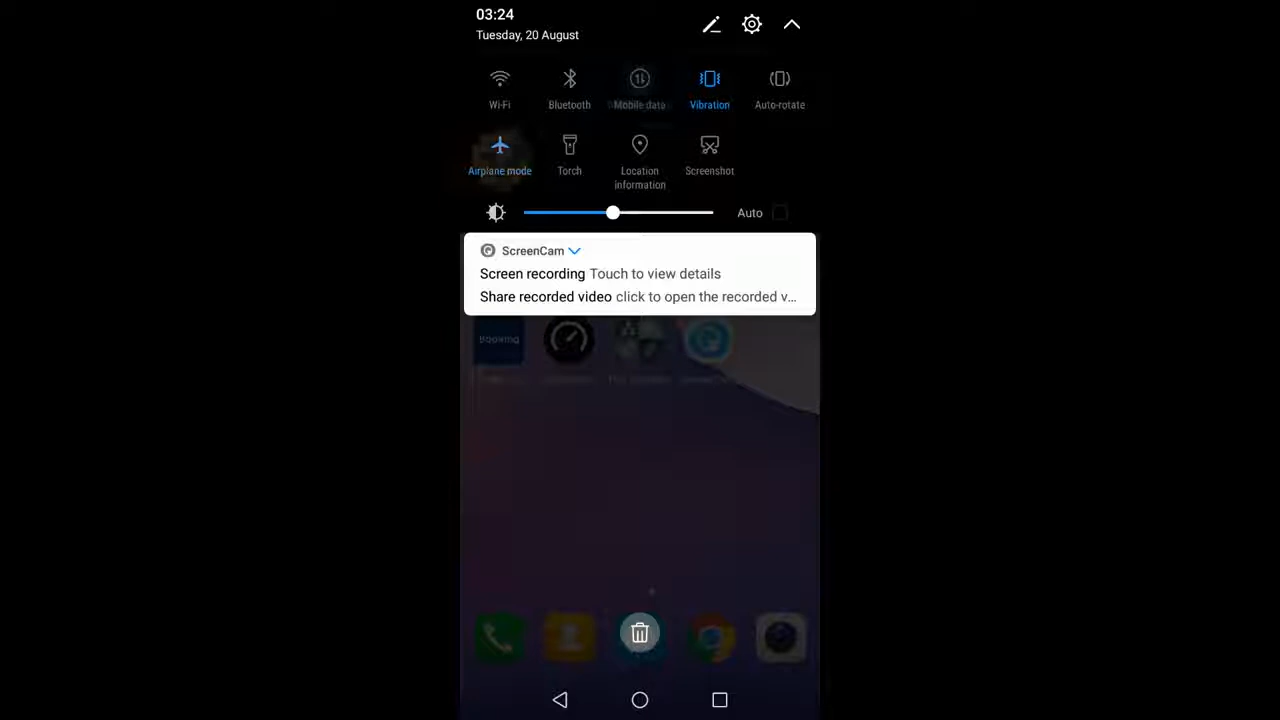 03:24
Tuesday, 20 August
Wi-Fi Bluetooth Mobile data Vibration Auto-rotate
Airplane mode Torch Location information Screenshot
Auto
ScreenCam
Screen recording Touch to view details
Share recorded video click to open the recorded v...
Booking